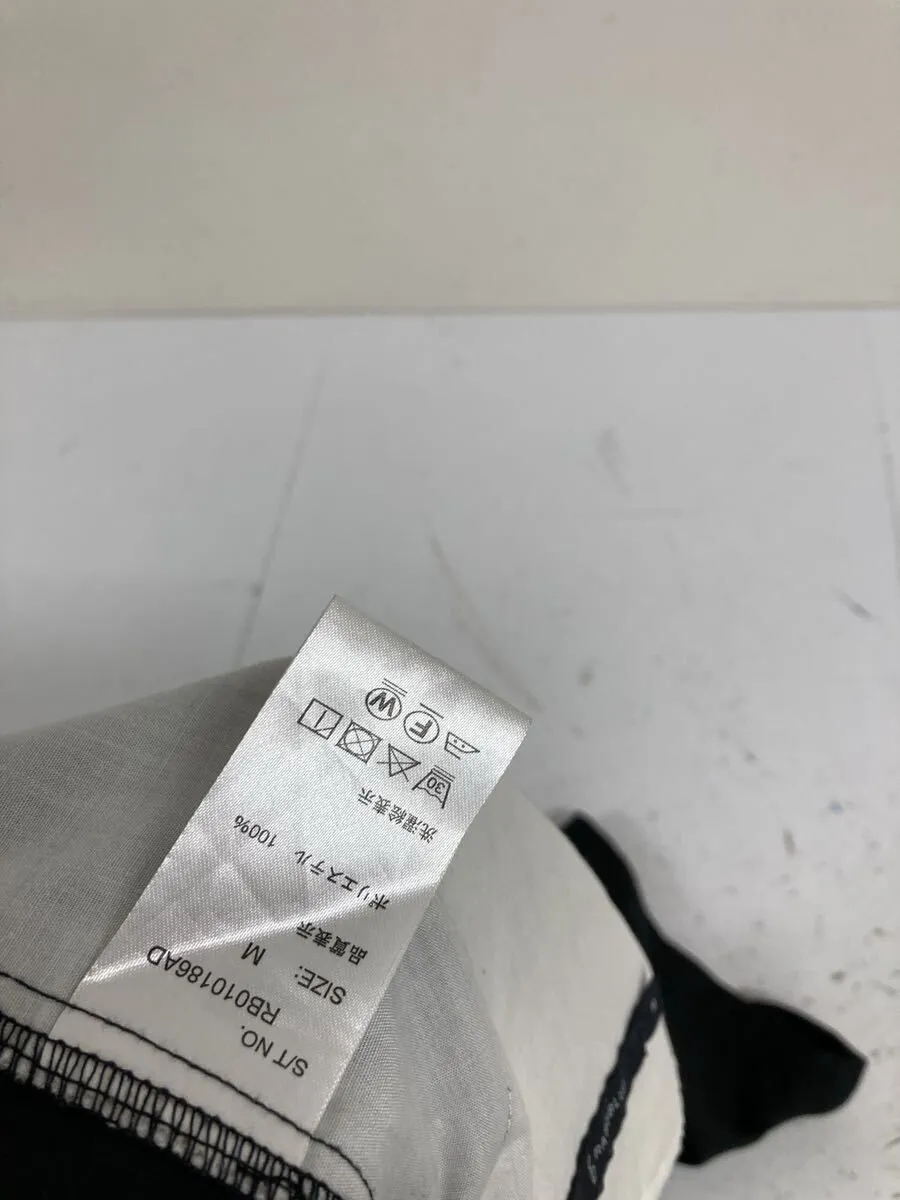 S/T NO.
RB010186AD
SIZE: M
品質表示
ポリエステル 100%
洗濯絵表示
30
F
W